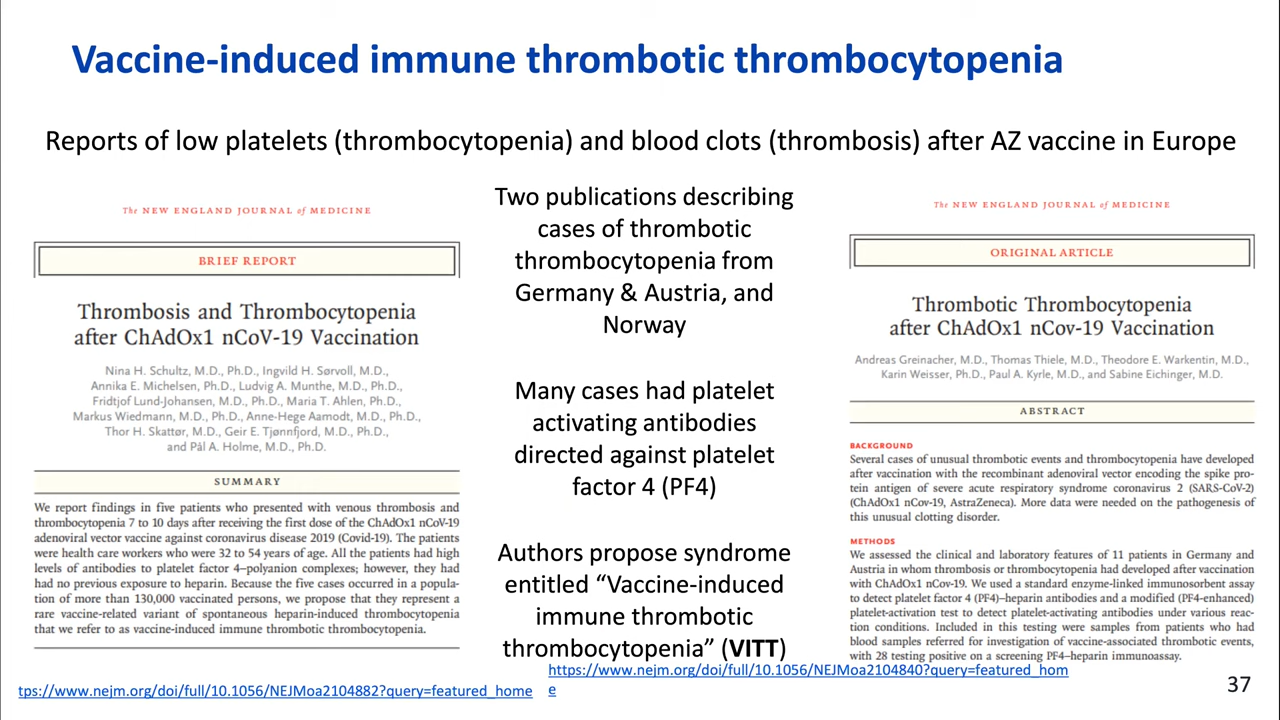 Vaccine-induced immune thrombotic thrombocytopenia
Reports of low platelets (thrombocytopenia) and blood clots (thrombosis) after AZ vaccine in Europe
The NEW ENGLAND JOURNAL of MEDICINE
BRIEF REPORT
Thrombosis and Thrombocytopenia
after ChAdOx1 nCoV-19 Vaccination
Nina H. Schultz, M.D., Ph.D., Ingvild H. Sørvoll, M.D.,
Annika E. Michelsen, Ph.D., Ludvig A. Munthe, M.D., Ph.D.,
Fridtjof Lund-Johansen, M.D., Ph.D., Maria T. Ahlen, Ph.D.,
Markus Wiedmann, M.D., Ph.D., Anne-Hege Aamodt, M.D., Ph.D.,
Thor H. Skattør, M.D., Geir E. Tjønnfjord, M.D., Ph.D.,
and Pål A. Holme, M.D., Ph.D.
SUMMARY
We report findings in five patients who presented with venous thrombosis and
thrombocytopenia 7 to 10 days after receiving the first dose of the ChAdOx1 nCoV-19
adenoviral vector vaccine against coronavirus disease 2019 (Covid-19). The patients
were health care workers who were 32 to 54 years of age. All the patients had high
levels of antibodies to platelet factor 4–polyanion complexes; however, they had
had no previous exposure to heparin. Because the five cases occurred in a popula-
tion of more than 130,000 vaccinated persons, we propose that they represent a
rare vaccine-related variant of spontaneous heparin-induced thrombocytopenia
that we refer to as vaccine-induced immune thrombotic thrombocytopenia.
tps://www.nejm.org/doi/full/10.1056/NEJMoa2104882?query=featured_home
Two publications describing
cases of thrombotic
thrombocytopenia from
Germany & Austria, and
Norway
Many cases had platelet
activating antibodies
directed against platelet
factor 4 (PF4)
Authors propose syndrome
entitled “Vaccine-induced
immune thrombotic
thrombocytopenia” (VITT)
https://www.nejm.org/doi/full/10.1056/NEJMoa2104840?query=featured_hom
e
The NEW ENGLAND JOURNAL of MEDICINE
ORIGINAL ARTICLE
Thrombotic Thrombocytopenia
after ChAdOx1 nCov-19 Vaccination
Andreas Greinacher, M.D., Thomas Thiele, M.D., Theodore E. Warkentin, M.D.,
Karin Weisser, Ph.D., Paul A. Kyrle, M.D., and Sabine Eichinger, M.D.
ABSTRACT
BACKGROUND
Several cases of unusual thrombotic events and thrombocytopenia have developed
after vaccination with the recombinant adenoviral vector encoding the spike pro-
tein antigen of severe acute respiratory syndrome coronavirus 2 (SARS-CoV-2)
(ChAdOx1 nCov-19, AstraZeneca). More data were needed on the pathogenesis of
this unusual clotting disorder.
METHODS
We assessed the clinical and laboratory features of 11 patients in Germany and
Austria in whom thrombosis or thrombocytopenia had developed after vaccination
with ChAdOx1 nCov-19. We used a standard enzyme-linked immunosorbent assay
to detect platelet factor 4 (PF4)–heparin antibodies and a modified (PF4-enhanced)
platelet-activation test to detect platelet-activating antibodies under various reac-
tion conditions. Included in this testing were samples from patients who had
blood samples referred for investigation of vaccine-associated thrombotic events,
with 28 testing positive on a screening PF4–heparin immunoassay.
37